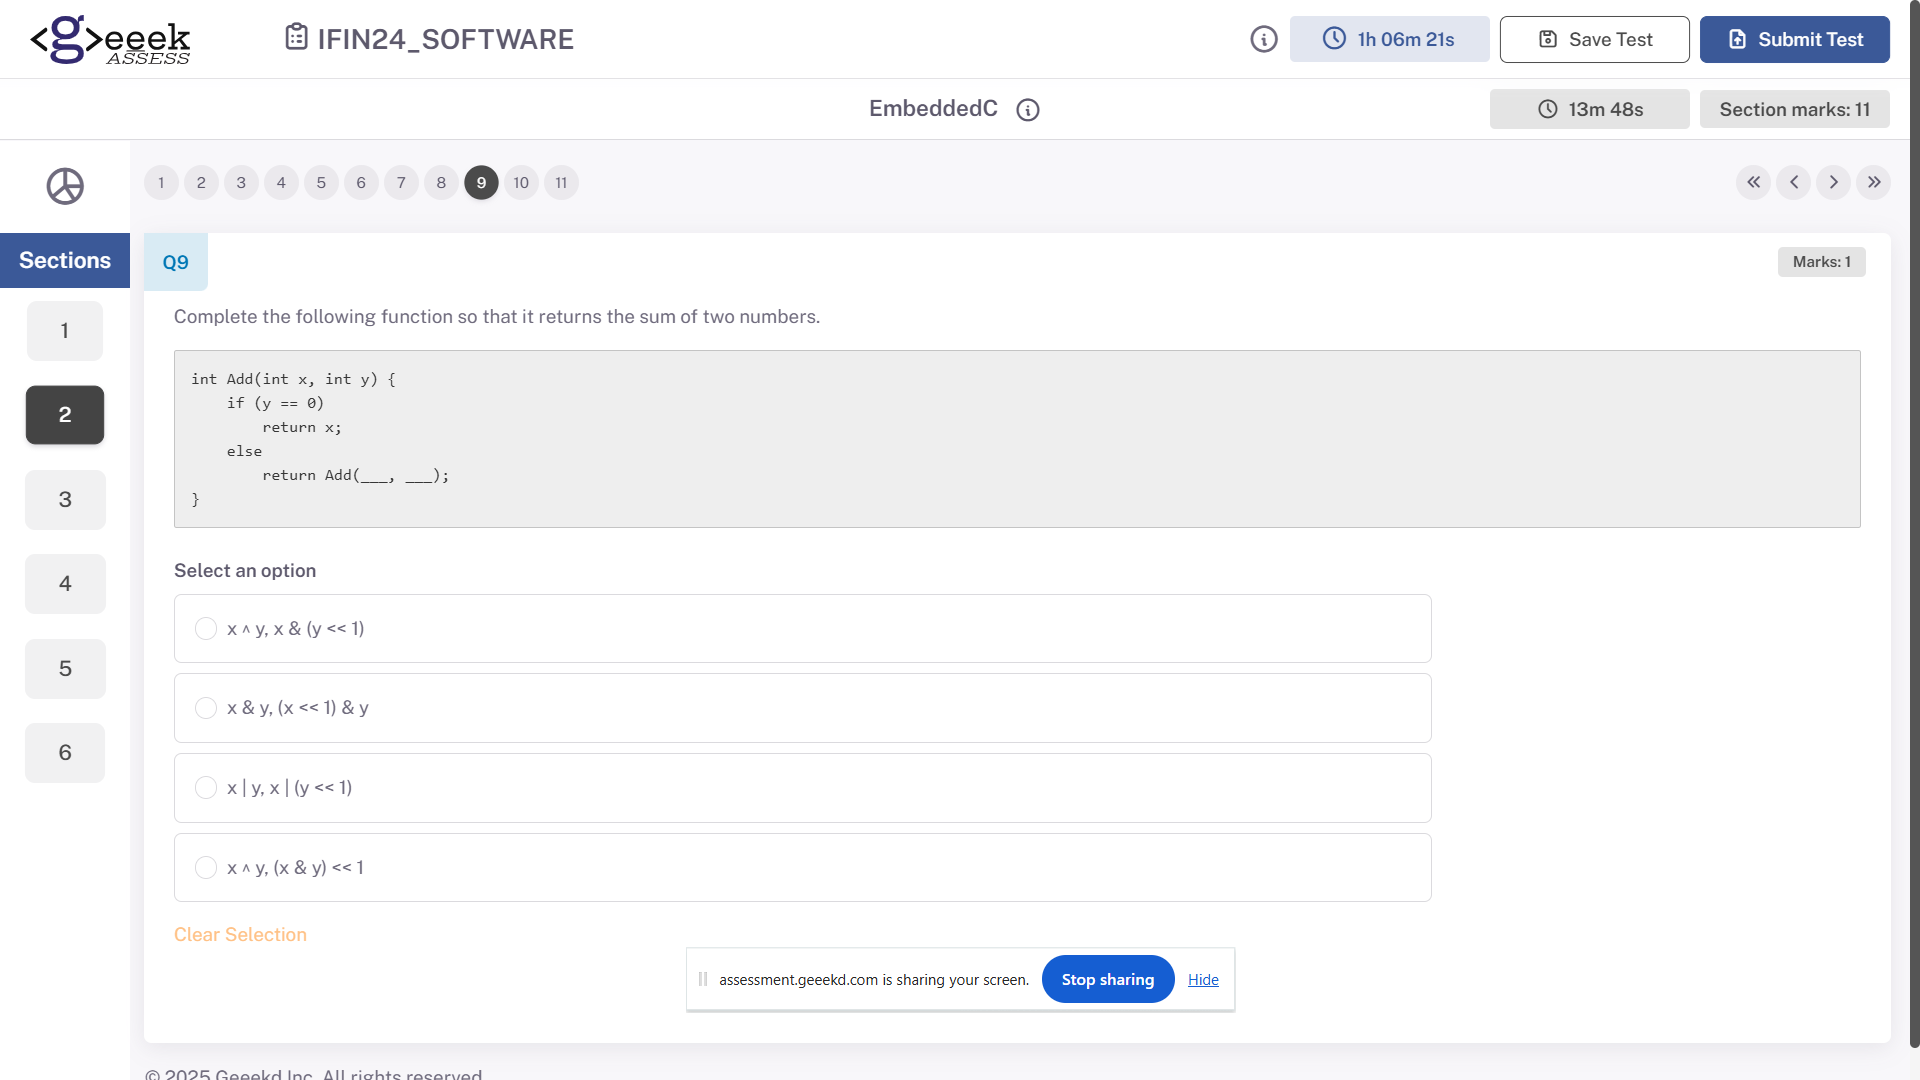 <g>eeek
ASSESS
IFIN24_SOFTWARE
1h 06m 21s
Save Test
Submit Test
EmbeddedC
13m 48s
Section marks: 11
1 2 3 4 5 6 7 8 9 10 11
Sections
1
2
3
4
5
6
Q9
Marks: 1
Complete the following function so that it returns the sum of two numbers.
int Add(int x, int y) {
    if (y == 0)
        return x;
    else
        return Add(___, ___);
}
Select an option
x ^ y, x & (y << 1)
x & y, (x << 1) & y
x | y, x | (y << 1)
x ^ y, (x & y) << 1
Clear Selection
assessment.geeekd.com is sharing your screen.
Stop sharing
Hide
© 2025 Geeekd Inc. All rights reserved